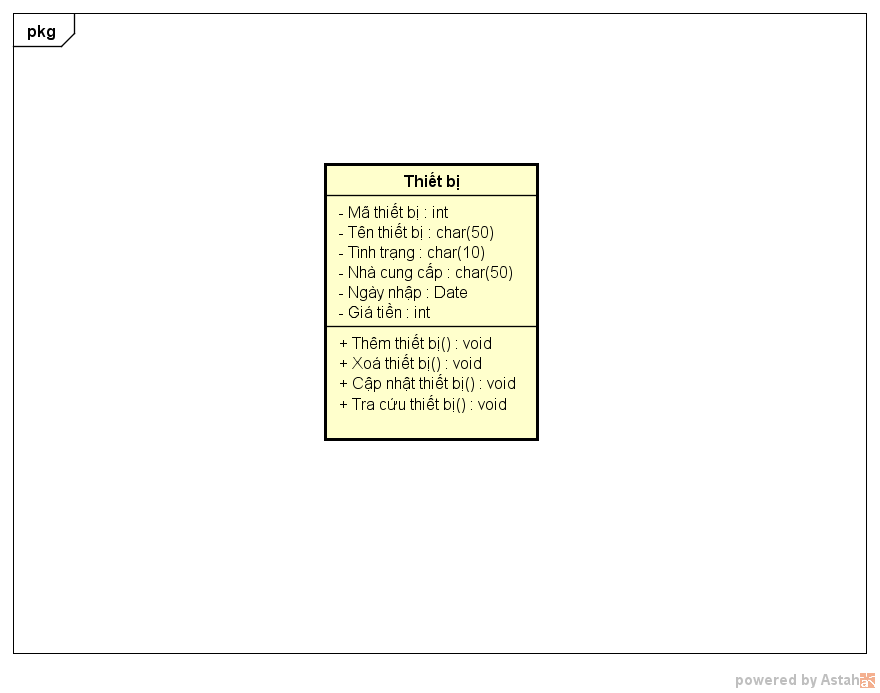 pkg
Thiết bị
- Mã thiết bị : int
- Tên thiết bị : char(50)
- Tình trạng : char(10)
- Nhà cung cấp : char(50)
- Ngày nhập : Date
- Giá tiền : int
+ Thêm thiết bị() : void
+ Xoá thiết bị() : void
+ Cập nhật thiết bị() : void
+ Tra cứu thiết bị() : void
powered by Astah